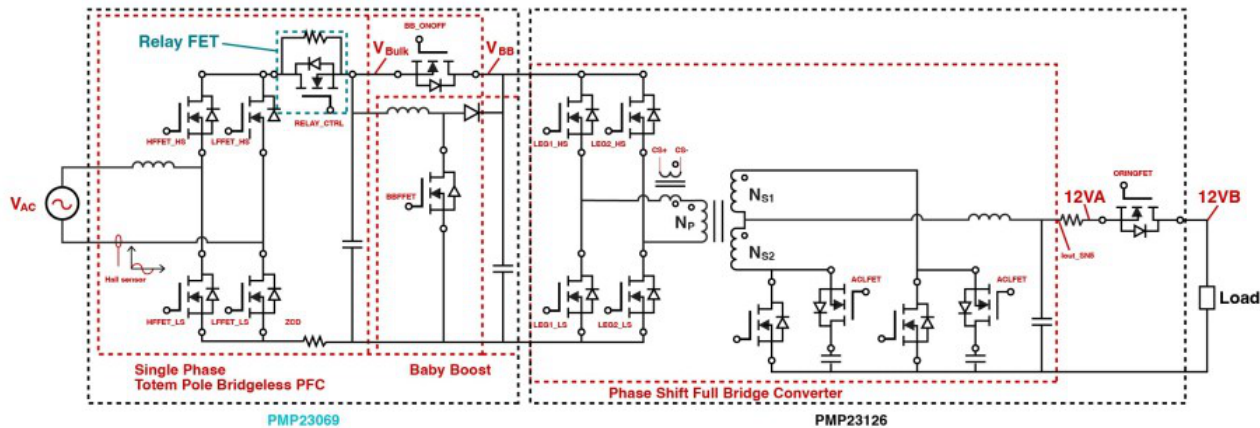 BB_ONOFF
Relay FET
VBulk
VBB
RELAY_CTRL
HFFET_HS
LFFET_HS
LEG1_HS
LEG2_HS
CS+
CS-
ORINGFET
BBFFET
VAC
NP
NS1
NS2
12VA
12VB
Iout_SNS
Hall sensor
ACLFET
ACLFET
Load
HFFET_LS
LFFET_LS
ZCD
LEG1_LS
LEG2_LS
Single Phase
Totem Pole Bridgeless PFC
Baby Boost
Phase Shift Full Bridge Converter
PMP23069
PMP23126